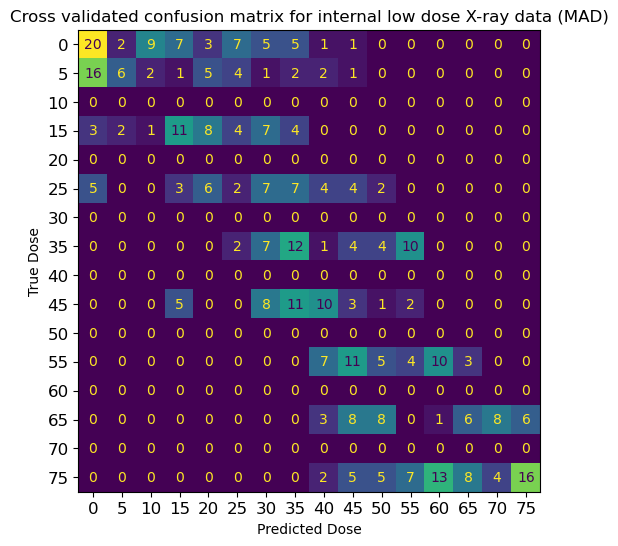 Cross validated confusion matrix for internal low dose X-ray data (MAD)
0 20 2 9 7 3 7 5 5 1 1 0 0 0 0 0 0
5 16 6 2 1 5 4 1 2 2 1 0 0 0 0 0 0
10 0 0 0 0 0 0 0 0 0 0 0 0 0 0 0 0
15 3 2 1 11 8 4 7 4 0 0 0 0 0 0 0 0
20 0 0 0 0 0 0 0 0 0 0 0 0 0 0 0 0
25 5 0 0 3 6 2 7 7 4 4 2 0 0 0 0 0
30 0 0 0 0 0 0 0 0 0 0 0 0 0 0 0 0
35 0 0 0 0 0 2 7 12 1 4 4 10 0 0 0 0
40 0 0 0 0 0 0 0 0 0 0 0 0 0 0 0 0
45 0 0 0 5 0 0 8 11 10 3 1 2 0 0 0 0
50 0 0 0 0 0 0 0 0 0 0 0 0 0 0 0 0
55 0 0 0 0 0 0 0 0 7 11 5 4 10 3 0 0
60 0 0 0 0 0 0 0 0 0 0 0 0 0 0 0 0
65 0 0 0 0 0 0 0 0 3 8 8 0 1 6 8 6
70 0 0 0 0 0 0 0 0 0 0 0 0 0 0 0 0
75 0 0 0 0 0 0 0 0 2 5 5 7 13 8 4 16
0 5 10 15 20 25 30 35 40 45 50 55 60 65 70 75
True Dose
Predicted Dose